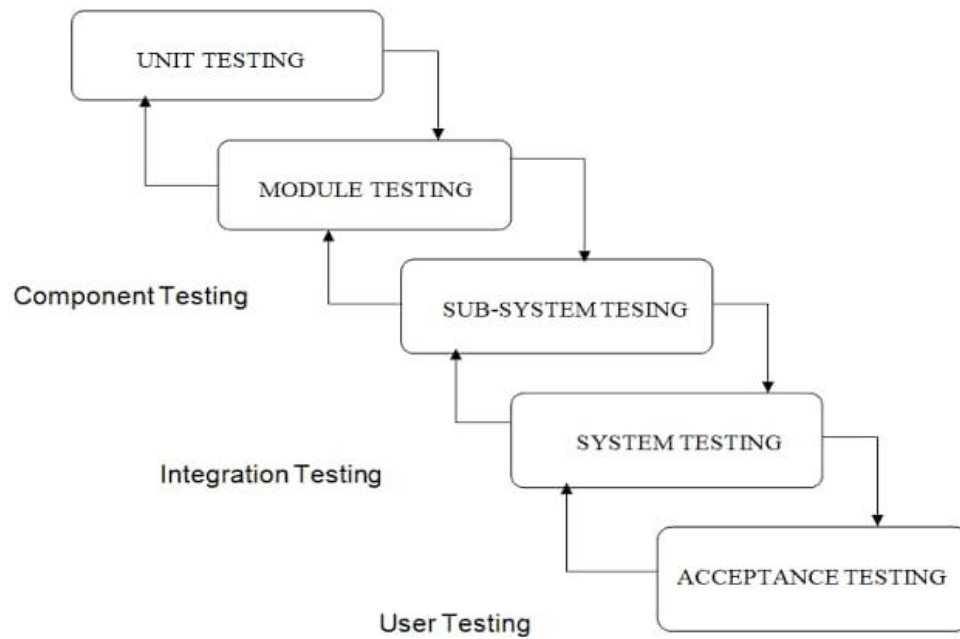 UNIT TESTING
MODULE TESTING
Component Testing
SUB-SYSTEM TESING
SYSTEM TESTING
Integration Testing
ACCEPTANCE TESTING
User Testing